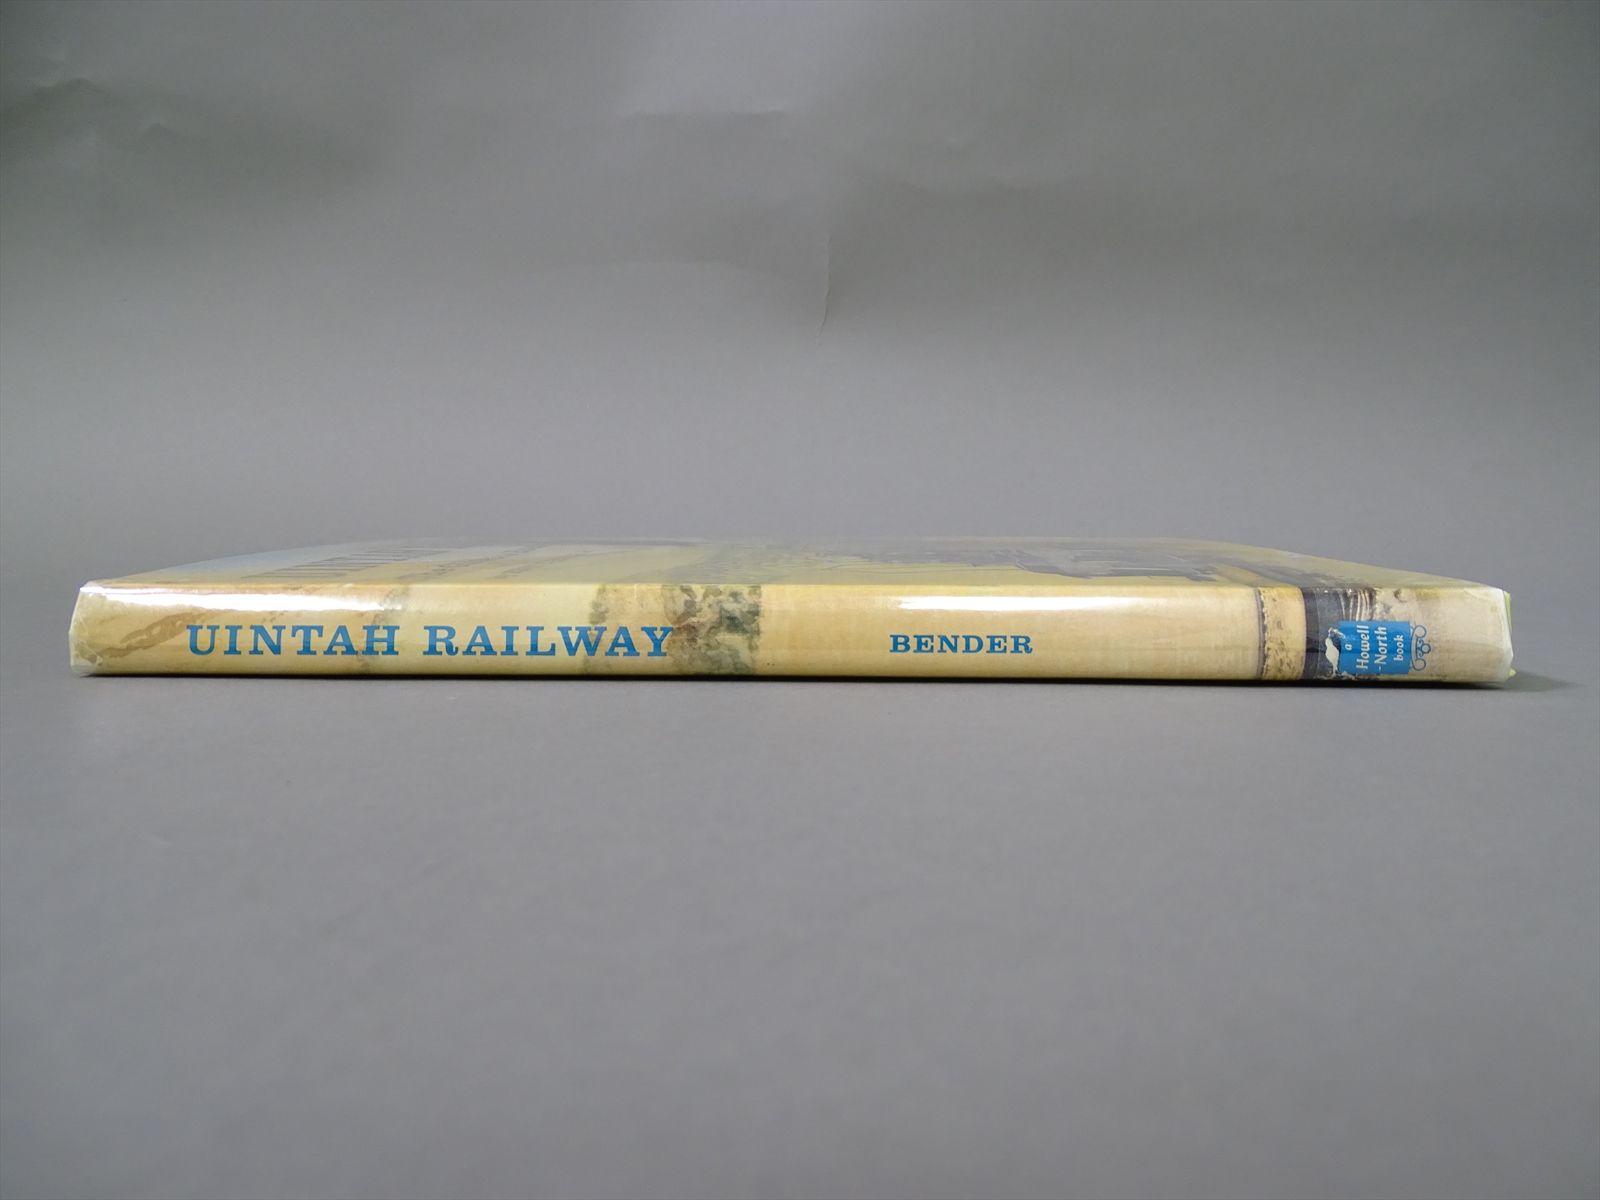 UINTAH RAILWAY
BENDER
a
Howell
-North
book